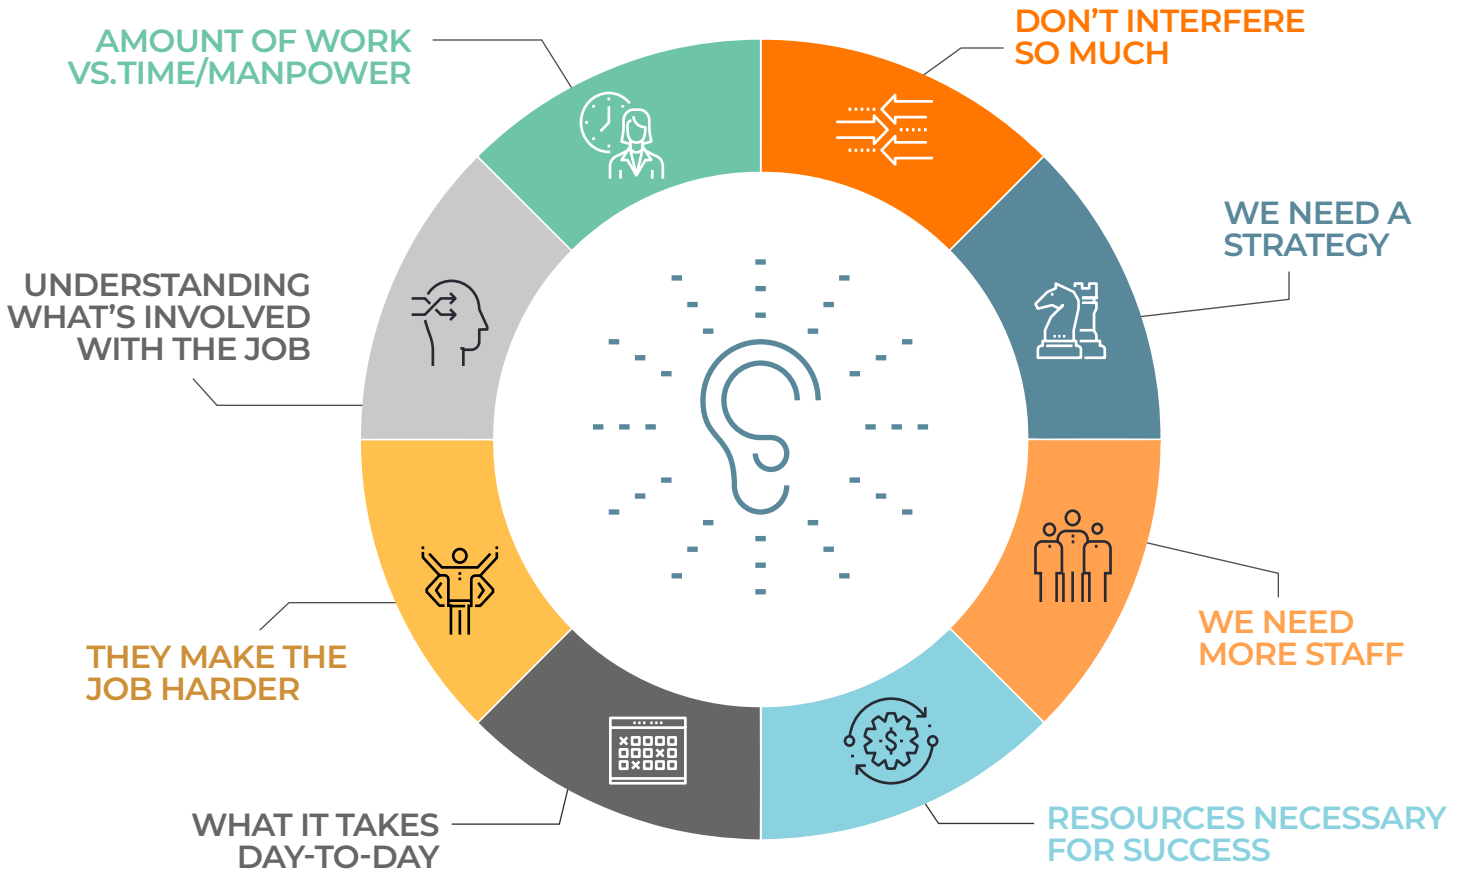 AMOUNT OF WORK
VS.TIME/MANPOWER
DON’T INTERFERE
SO MUCH
WE NEED A
STRATEGY
WE NEED
MORE STAFF
RESOURCES NECESSARY
FOR SUCCESS
WHAT IT TAKES
DAY-TO-DAY
THEY MAKE THE
JOB HARDER
UNDERSTANDING
WHAT’S INVOLVED
WITH THE JOB
$